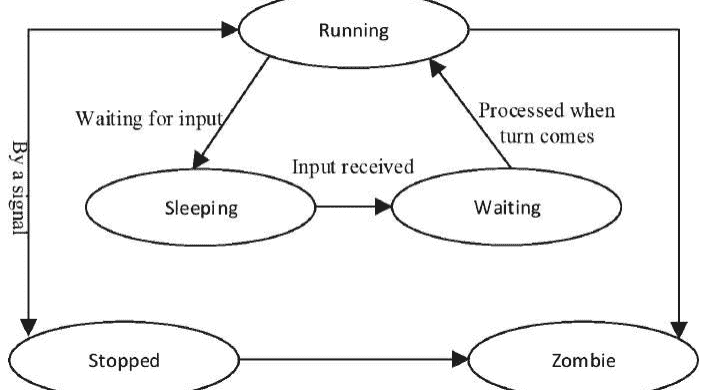 Running
Waiting for input
Processed when
turn comes
By a signal
Input received
Sleeping
Waiting
Stopped
Zombie